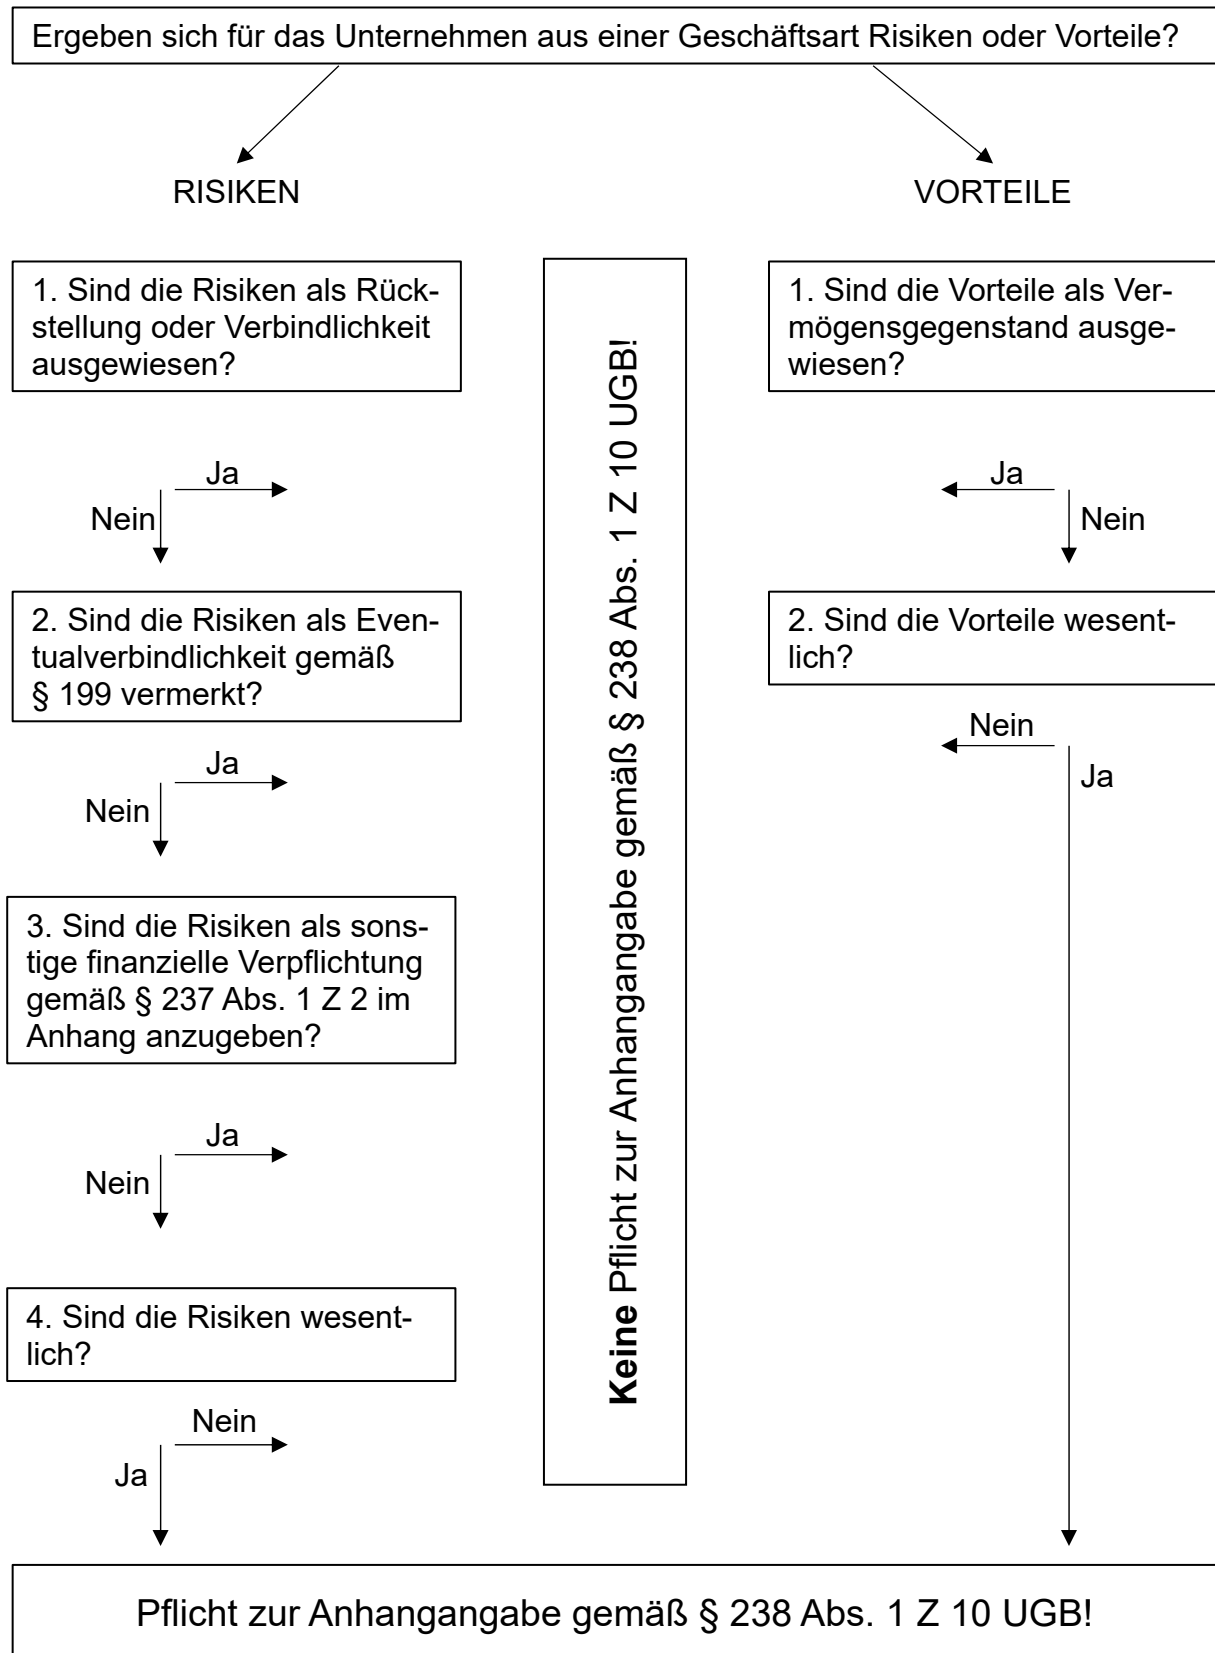 Ergeben sich für das Unternehmen aus einer Geschäftsart Risiken oder Vorteile?
RISIKEN
VORTEILE
1. Sind die Risiken als Rück-
stellung oder Verbindlichkeit
ausgewiesen?
Ja
Nein
2. Sind die Risiken als Even-
tualverbindlichkeit gemäß
§ 199 vermerkt?
Ja
Nein
3. Sind die Risiken als sons-
tige finanzielle Verpflichtung
gemäß § 237 Abs. 1 Z 2 im
Anhang anzugeben?
Ja
Nein
4. Sind die Risiken wesent-
lich?
Nein
Ja
Keine Pflicht zur Anhangangabe gemäß § 238 Abs. 1 Z 10 UGB!
1. Sind die Vorteile als Ver-
mögensgegenstand ausge-
wiesen?
Ja
Nein
2. Sind die Vorteile wesent-
lich?
Nein
Ja
Pflicht zur Anhangangabe gemäß § 238 Abs. 1 Z 10 UGB!